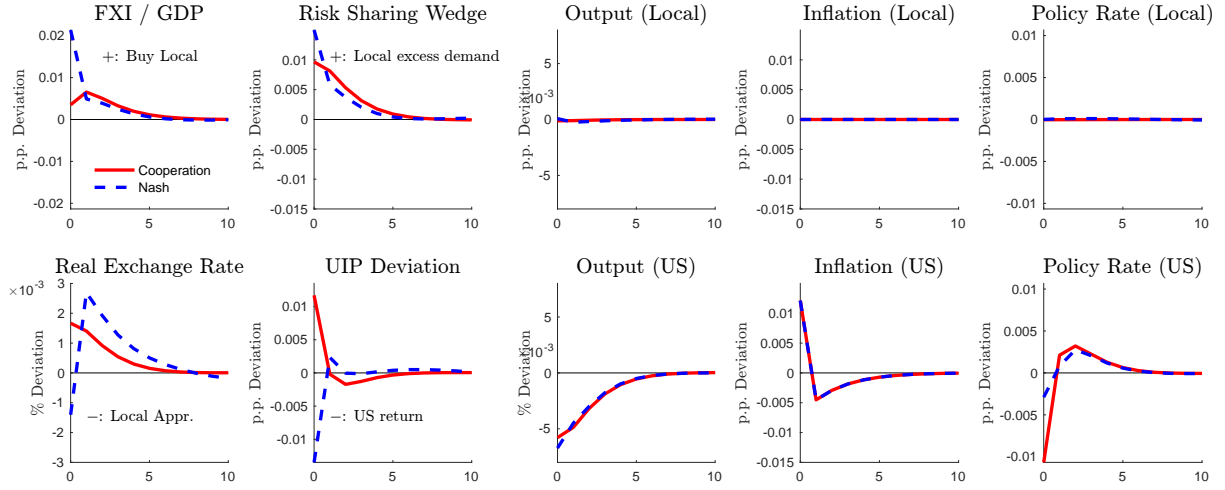 FXI / GDP
p.p. Deviation
0.02
0.01
0
-0.01
-0.02
+: Buy Local
Cooperation
Nash
0 5 10
Risk Sharing Wedge
p.p. Deviation
0.01
0.005
0
-0.005
-0.01
-0.015
+: Local excess demand
0 5 10
Output (Local)
p.p. Deviation
×10⁻³
5
0
-5
0 5 10
Inflation (Local)
p.p. Deviation
0.01
0.005
0
-0.005
-0.01
-0.015
0 5 10
Policy Rate (Local)
p.p. Deviation
0.01
0.005
0
-0.005
-0.01
0 5 10
Real Exchange Rate
×10⁻³
% Deviation
3
2
1
0
-1
-2
-3
−: Local Appr.
0 5 10
UIP Deviation
p.p. Deviation
0.01
0.005
0
-0.005
-0.01
−: US return
0 5 10
Output (US)
% Deviation
×10⁻³
5
0
-5
0 5 10
Inflation (US)
p.p. Deviation
0.01
0.005
0
-0.005
-0.01
-0.015
0 5 10
Policy Rate (US)
p.p. Deviation
0.01
0.005
0
-0.005
-0.01
0 5 10